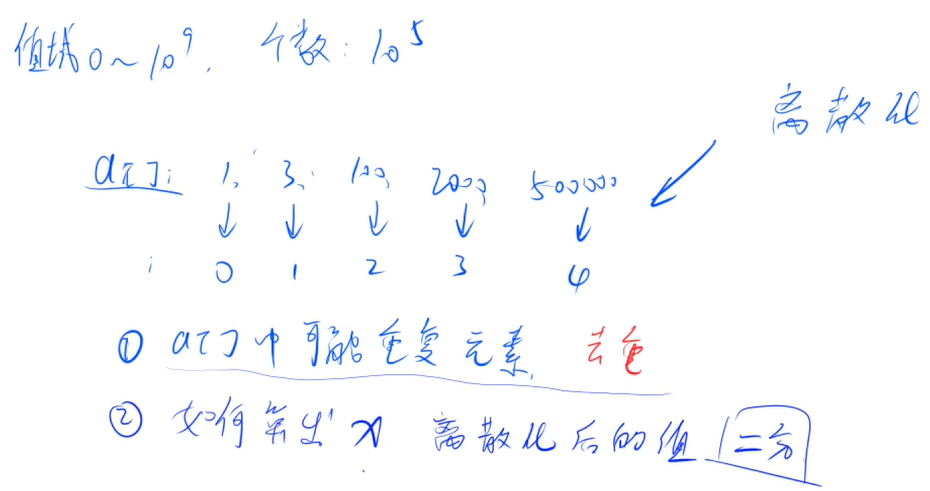 值域0~10^9, 个数:10^5
离散化
a[]: 1, 3, 100, 2000, 500000
↓ ↓ ↓ ↓ ↓
i 0 1 2 3 4
① a[]中可能重复元素 去重
② 如何算出 x 离散化后的值 二分